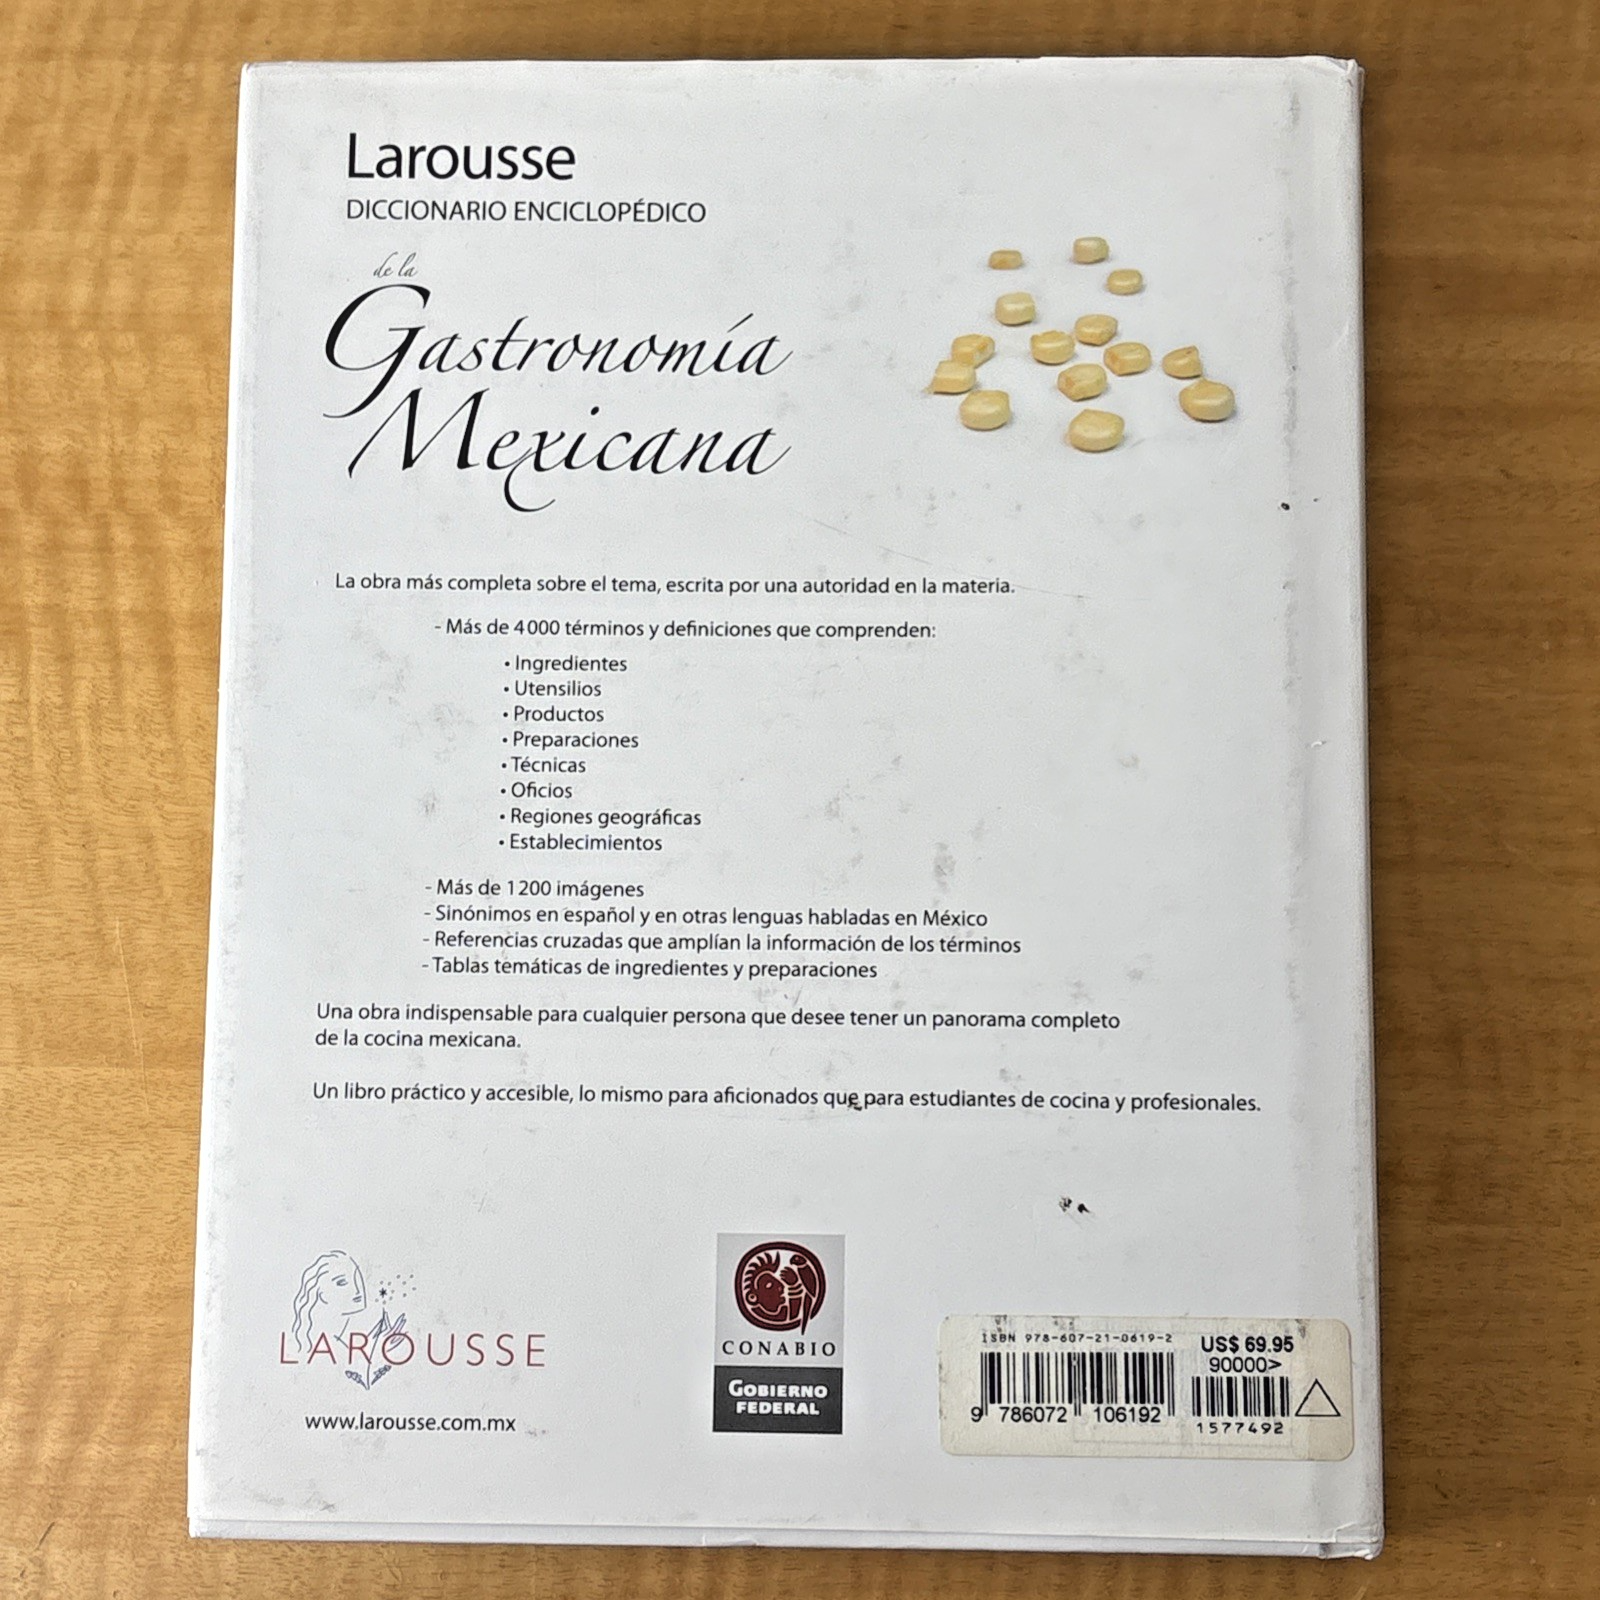 Larousse
DICCIONARIO ENCICLOPÉDICO
de la
Gastronomía
Mexicana
La obra más completa sobre el tema, escrita por una autoridad en la materia.
- Más de 4 000 términos y definiciones que comprenden:
• Ingredientes
• Utensilios
• Productos
• Preparaciones
• Técnicas
• Oficios
• Regiones geográficas
• Establecimientos
- Más de 1 200 imágenes
- Sinónimos en español y en otras lenguas habladas en México
- Referencias cruzadas que amplían la información de los términos
- Tablas temáticas de ingredientes y preparaciones
Una obra indispensable para cualquier persona que desee tener un panorama completo
de la cocina mexicana.
Un libro práctico y accesible, lo mismo para aficionados que para estudiantes de cocina y profesionales.
LAROUSSE
www.larousse.com.mx
CONABIO
GOBIERNO
FEDERAL
ISBN 978-607-21-0619-2
US$ 69.95
90000>
9 786072 106192
1577492